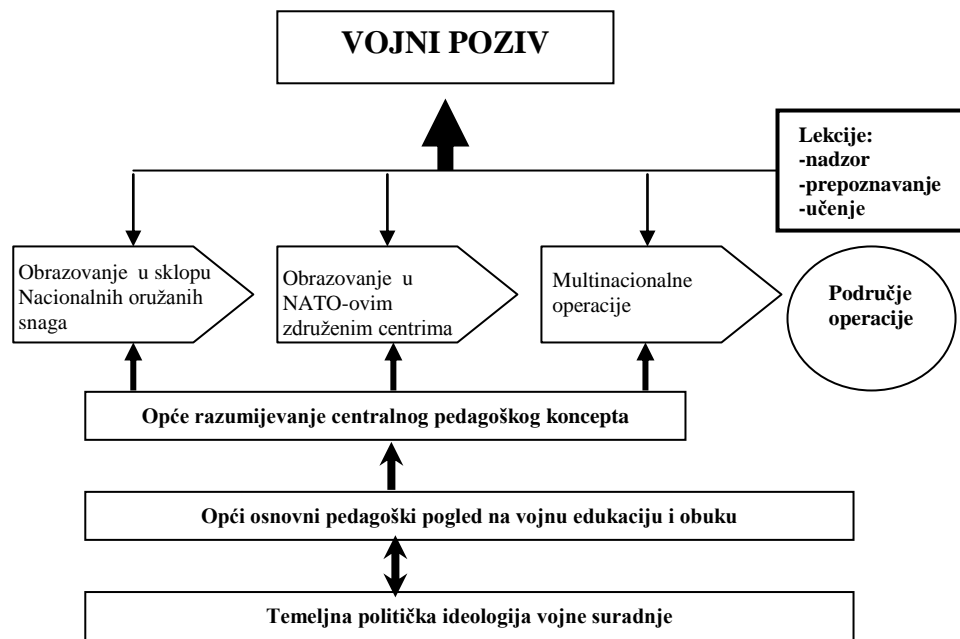 VOJNI POZIV
Lekcije:
-nadzor
-prepoznavanje
-učenje
Obrazovanje u sklopu
Nacionalnih oružanih
snaga
Obrazovanje u
NATO-ovim
združenim centrima
Multinacionalne
operacije
Područje
operacije
Opće razumijevanje centralnog pedagoškog koncepta
Opći osnovni pedagoški pogled na vojnu edukaciju i obuku
Temeljna politička ideologija vojne suradnje